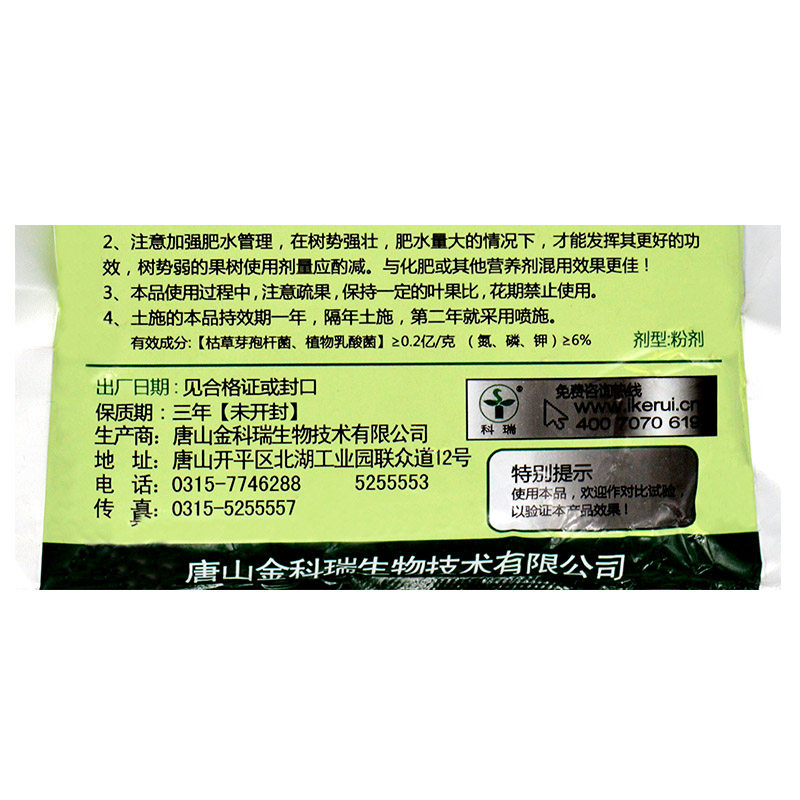 2、注意加强肥水管理，在树势强壮，肥水量大的情况下，才能发挥其更好的功
效，树势弱的果树使用剂量应酌减。与化肥或其他营养剂混用效果更佳！
3、本品使用过程中，注意疏果，保持一定的叶果比，花期禁止使用。
4、土施的本品持效期一年，隔年土施，第二年就采用喷施。
有效成分:【枯草芽孢杆菌、植物乳酸菌】≥0.2亿/克 （氮、磷、钾）≥6% 剂型:粉剂
出厂日期：见合格证或封口
保质期：三年【未开封】
生产商：唐山金科瑞生物技术有限公司
地 址：唐山开平区北湖工业园联众道12号
电 话：0315-7746288 5255553
传 真：0315-5255557
科瑞
免费咨询热线
www.lkerui.cn
400 7070 619
特别提示
使用本品，欢迎作对比试验，
以验证本产品效果！
唐山金科瑞生物技术有限公司